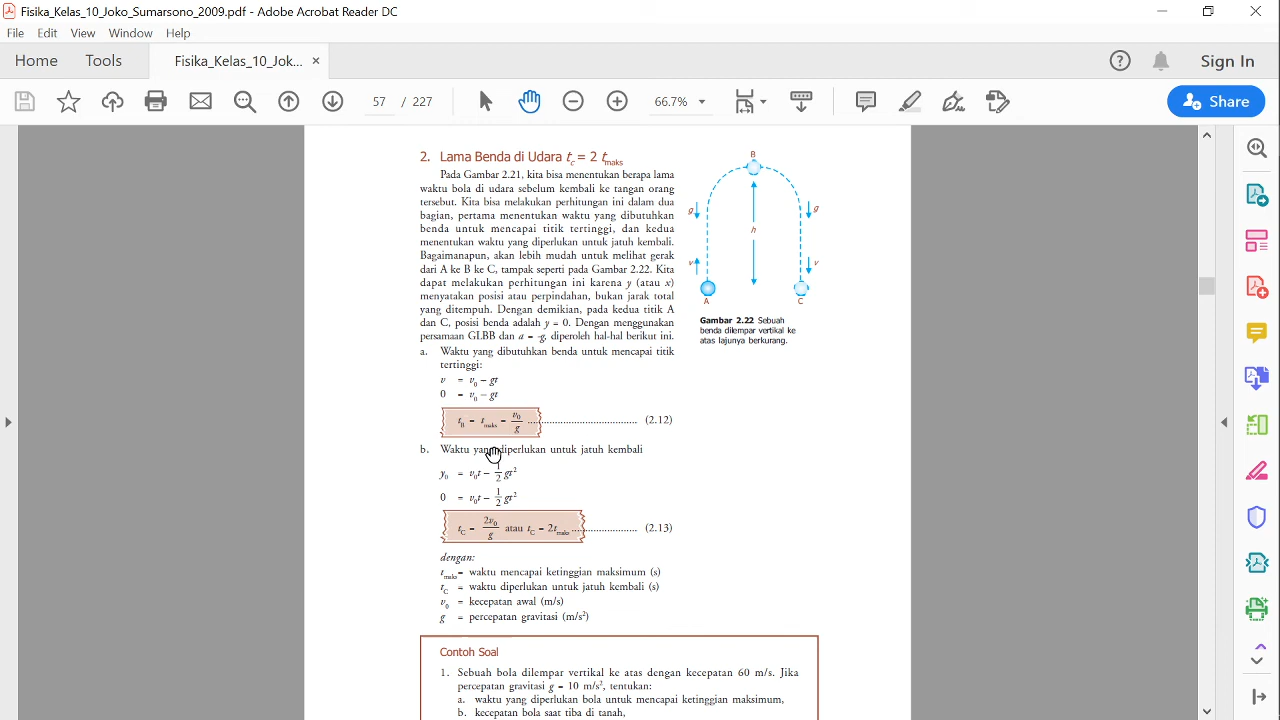 Fisika_Kelas_10_Joko_Sumarsono_2009.pdf - Adobe Acrobat Reader DC
File Edit View Window Help
Home Tools Fisika_Kelas_10_Jok... × Sign In
57 / 227 66.7% Share
2. Lama Benda di Udara t_C = 2 t_maks
Pada Gambar 2.21, kita bisa menentukan berapa lama
waktu bola di udara sebelum kembali ke tangan orang
tersebut. Kita bisa melakukan perhitungan ini dalam dua
bagian, pertama menentukan waktu yang dibutuhkan
benda untuk mencapai titik tertinggi, dan kedua
menentukan waktu yang diperlukan untuk jatuh kembali.
Bagaimanapun, akan lebih mudah untuk melihat gerak
dari A ke B ke C, tampak seperti pada Gambar 2.22. Kita
dapat melakukan perhitungan ini karena y (atau x)
menyatakan posisi atau perpindahan, bukan jarak total
yang ditempuh. Dengan demikian, pada kedua titik A
dan C, posisi benda adalah y = 0. Dengan menggunakan
persamaan GLBB dan a = -g, diperoleh hal-hal berikut ini.
a. Waktu yang dibutuhkan benda untuk mencapai titik
tertinggi:
v = v₀ – gt
0 = v₀ – gt
t_B = t_maks = v₀/g ................................... (2.12)
b. Waktu yang diperlukan untuk jatuh kembali
y₀ = v₀t – 1/2 gt²
0 = v₀t – 1/2 gt²
t_C = 2v₀/g atau t_C = 2t_maks ........................ (2.13)
dengan:
t_maks = waktu mencapai ketinggian maksimum (s)
t_C = waktu diperlukan untuk jatuh kembali (s)
v₀ = kecepatan awal (m/s)
g = percepatan gravitasi (m/s²)
B
g g
h
v v
A C
Gambar 2.22 Sebuah
benda dilempar vertikal ke
atas lajunya berkurang.
Contoh Soal
1. Sebuah bola dilempar vertikal ke atas dengan kecepatan 60 m/s. Jika
percepatan gravitasi g = 10 m/s², tentukan:
a. waktu yang diperlukan bola untuk mencapai ketinggian maksimum,
b. kecepatan bola saat tiba di tanah,